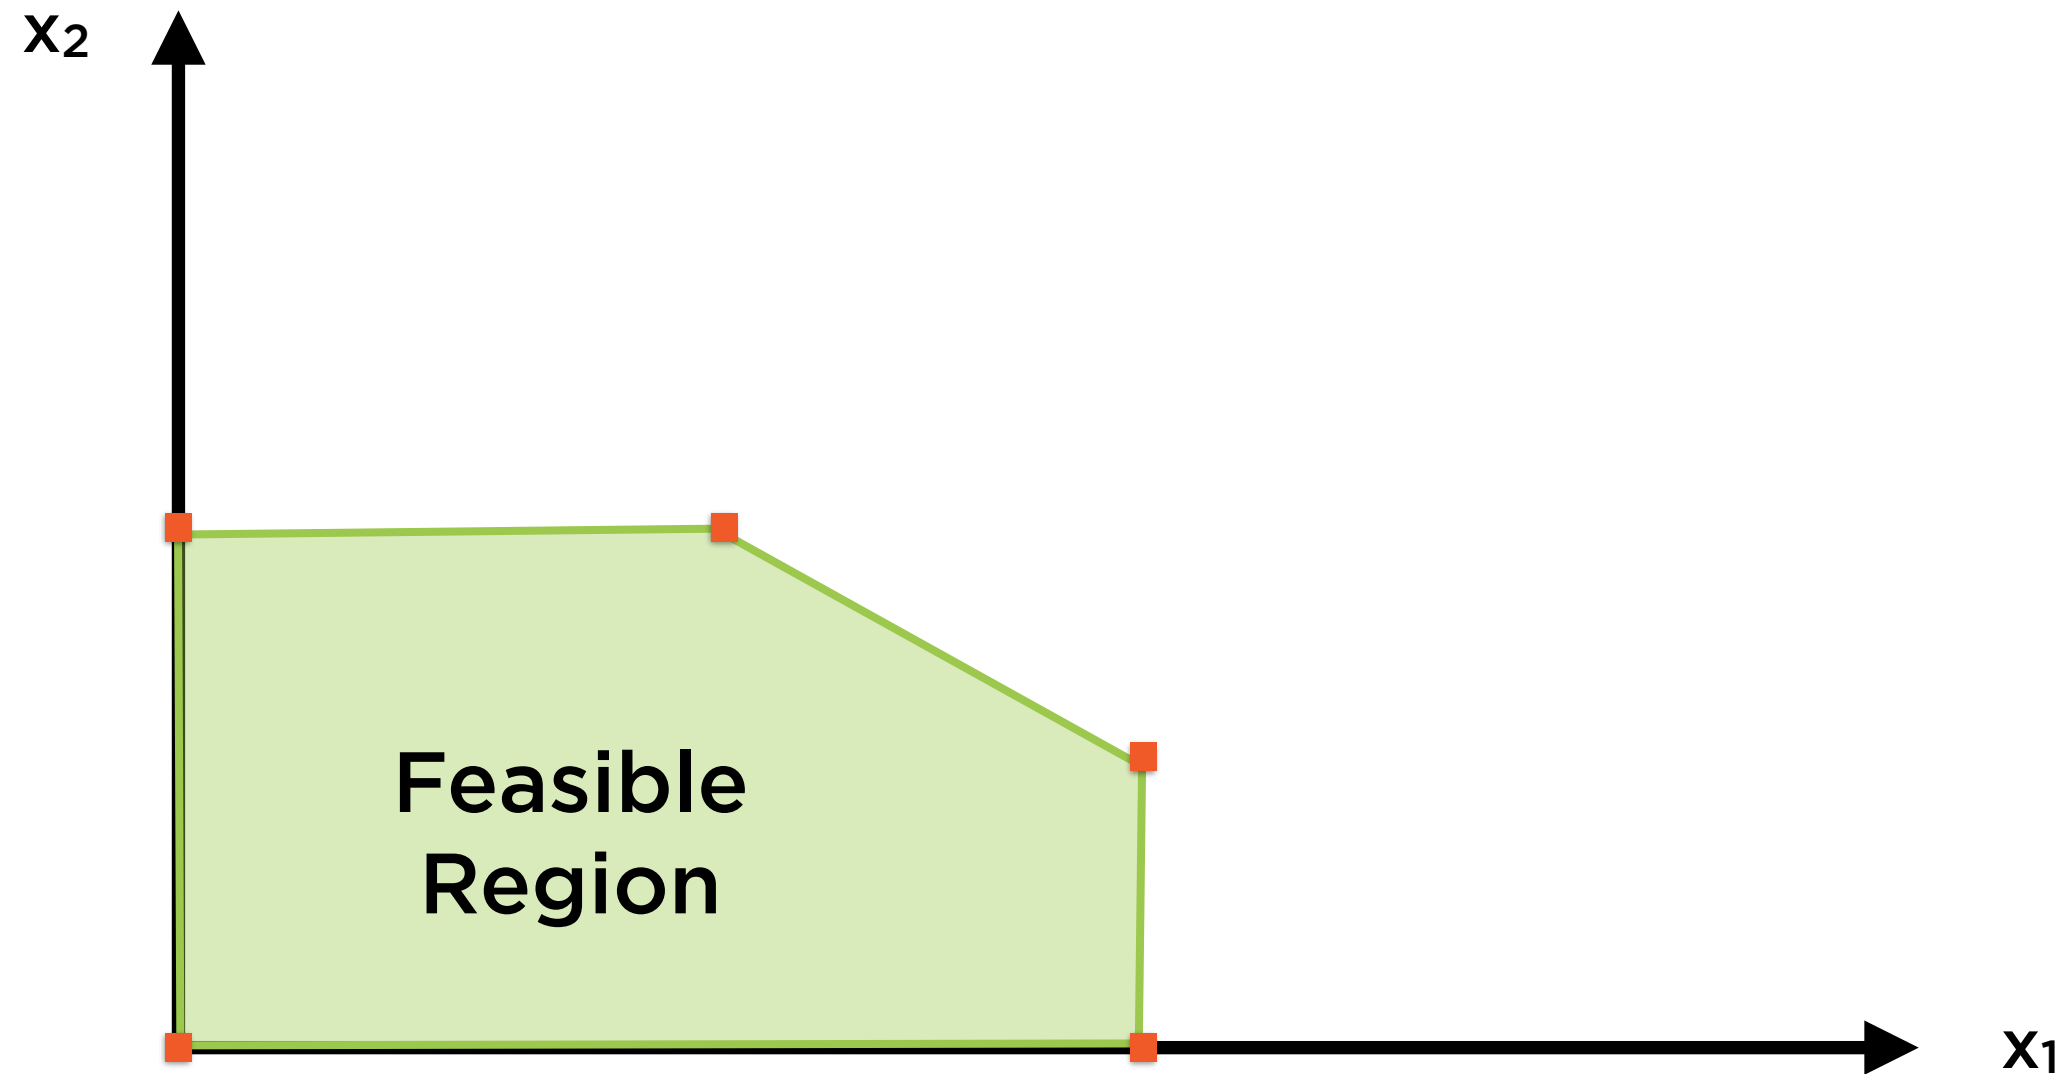 x₂
Feasible
Region
x₁